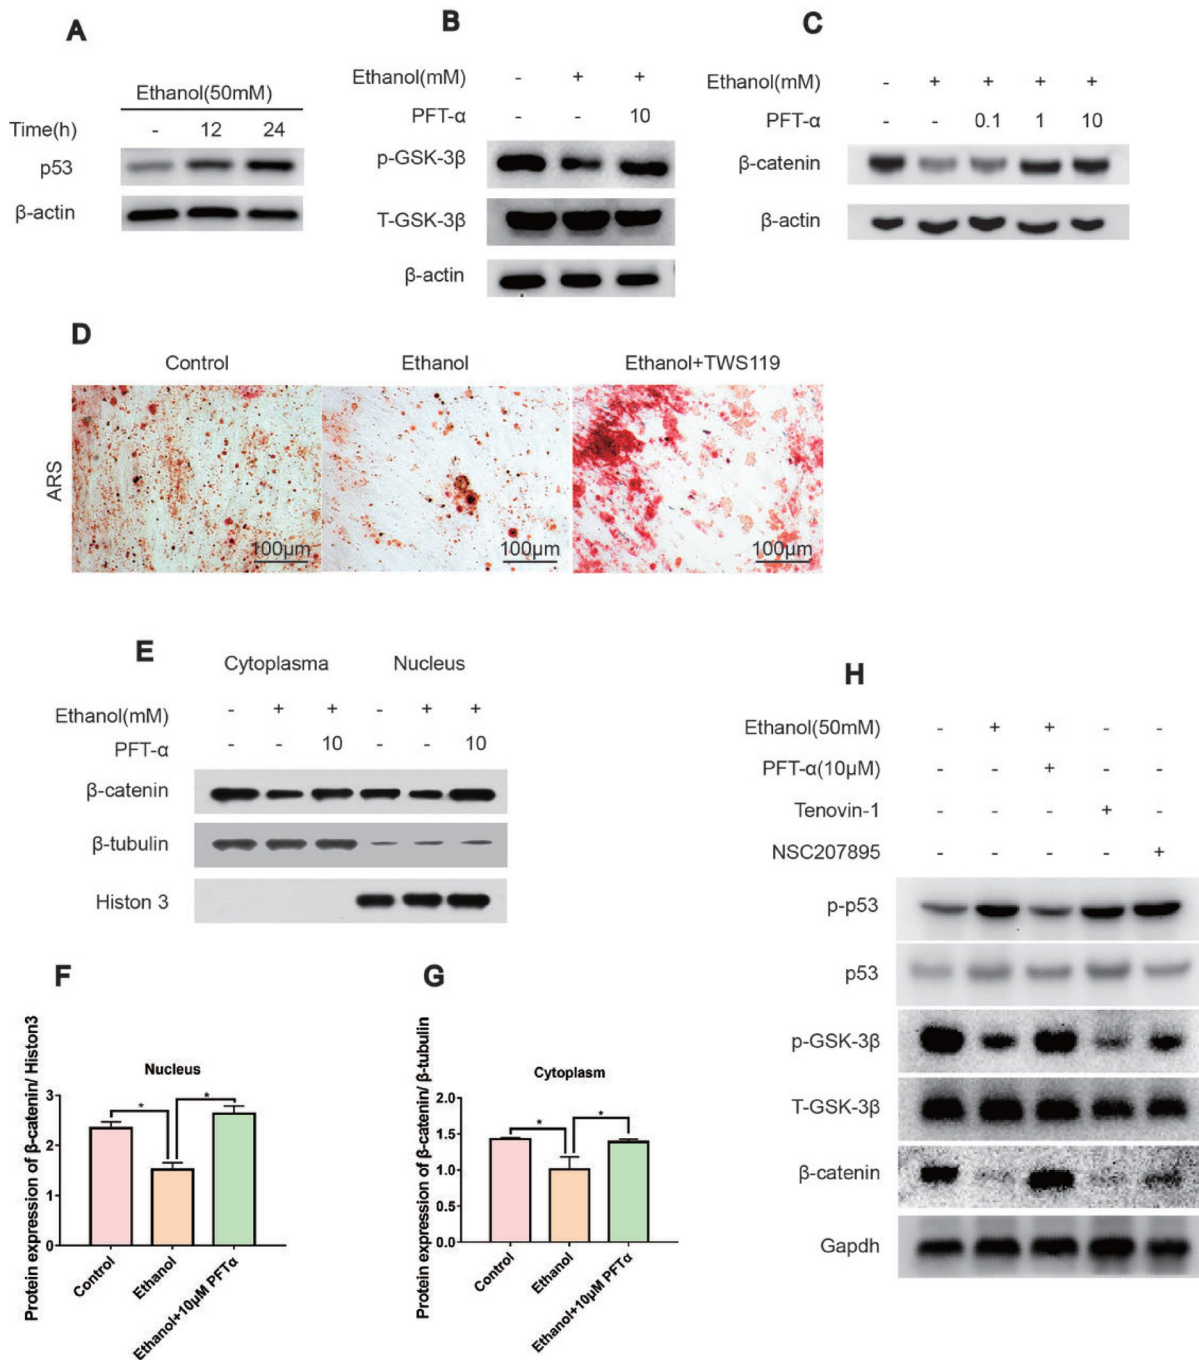 A
Ethanol(50mM)
Time(h) - 12 24
p53
β-actin
B
Ethanol(mM) - + +
PFT-α - - 10
p-GSK-3β
T-GSK-3β
β-actin
C
Ethanol(mM) - + + + +
PFT-α - - 0.1 1 10
β-catenin
β-actin
D
Control Ethanol Ethanol+TWS119
ARS
100μm 100μm 100μm
E
Cytoplasma Nucleus
Ethanol(mM) - + + - + +
PFT-α - - 10 - - 10
β-catenin
β-tubulin
Histon 3
F
Protein expression of β-catenin/ Histon3
Nucleus
3
2
1
0
* *
Control Ethanol Ethanol+10μM PFTα
G
Protein expression of β-catenin/ β-tubulin
Cytoplasm
2.0
1.5
1.0
0.5
0.0
* *
Control Ethanol Ethanol+10μM PFTα
H
Ethanol(50mM) - + + - -
PFT-α(10μM) - - + - -
Tenovin-1 - - - + -
NSC207895 - - - - +
p-p53
p53
p-GSK-3β
T-GSK-3β
β-catenin
Gapdh